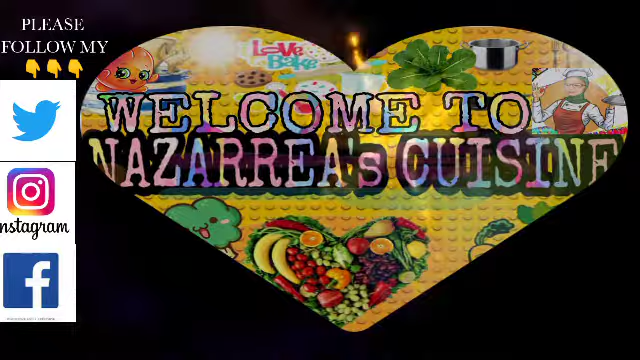 PLEASE
FOLLOW MY
👇👇👇
Love
Bake
WELCOME TO
NAZARREA's CUISINE
Instagram